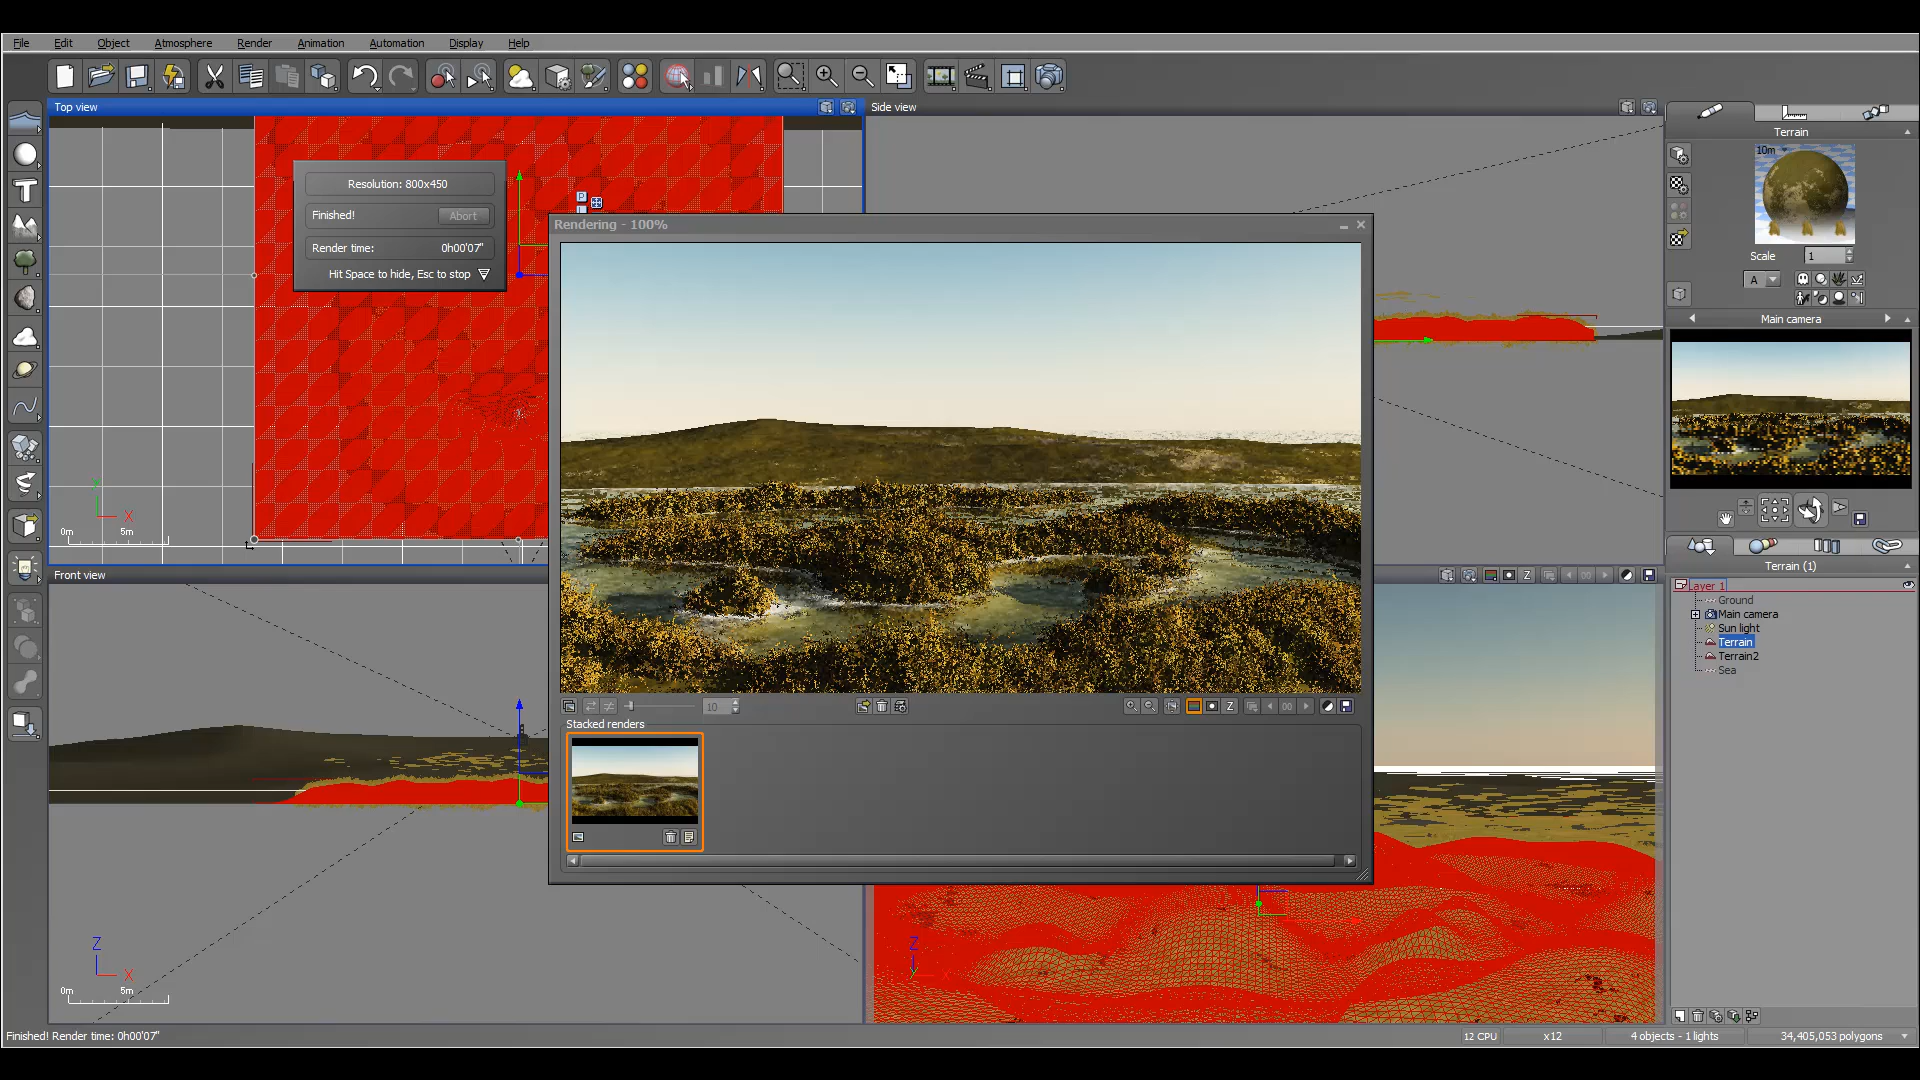 File Edit Object Atmosphere Render Animation Automation Display Help
Top view
Side view
Terrain
10m
Scale 1
A
Resolution: 800x450
Finished! Abort
Render time: 0h00'07"
Hit Space to hide, Esc to stop
P
L
Rendering - 100%
Main camera
10
Z
Stacked renders
Y
X
0m 5m
Front view
Z
Terrain (1)
Layer 1
Ground
Main camera
Sun light
Terrain
Terrain2
Sea
Z
X
0m 5m
Z
Y
X
Finished! Render time: 0h00'07"
12 CPU
x12
4 objects - 1 lights
34,405,053 polygons